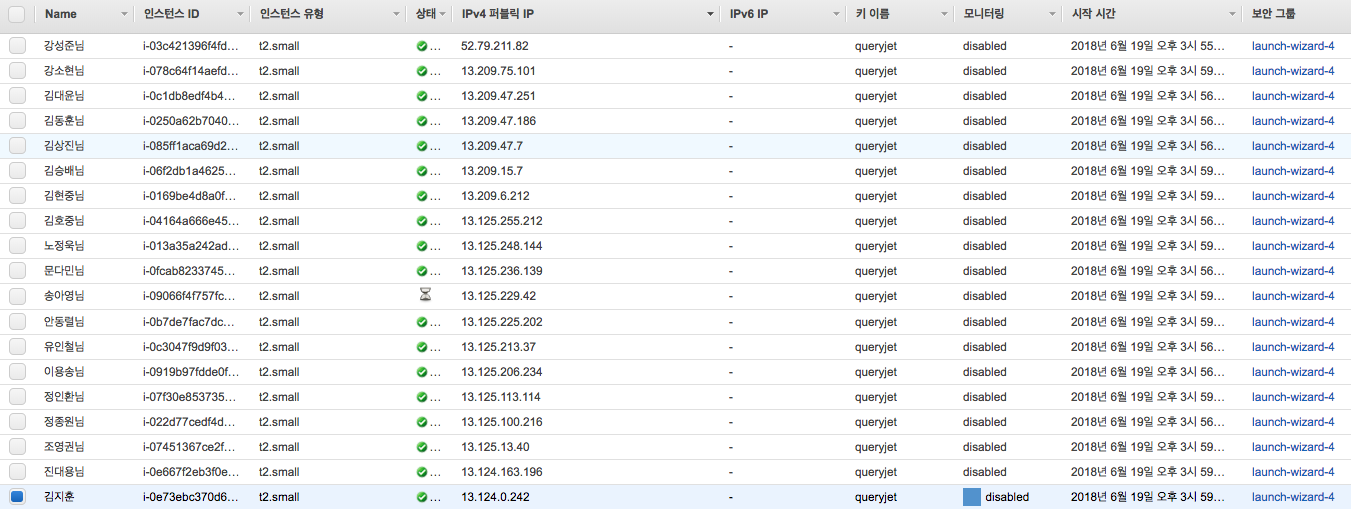 Name 인스턴스 ID 인스턴스 유형 상태 IPv4 퍼블릭 IP IPv6 IP 키 이름 모니터링 시작 시간 보안 그룹
강성준님 i-03c421396f4fd... t2.small ... 52.79.211.82 - queryjet disabled 2018년 6월 19일 오후 3시 55... launch-wizard-4
강소현님 i-078c64f14aefd... t2.small ... 13.209.75.101 - queryjet disabled 2018년 6월 19일 오후 3시 59... launch-wizard-4
김대윤님 i-0c1db8edf4b4... t2.small ... 13.209.47.251 - queryjet disabled 2018년 6월 19일 오후 3시 56... launch-wizard-4
김동훈님 i-0250a62b7040... t2.small ... 13.209.47.186 - queryjet disabled 2018년 6월 19일 오후 3시 56... launch-wizard-4
김상진님 i-085ff1aca69d2... t2.small ... 13.209.47.7 - queryjet disabled 2018년 6월 19일 오후 3시 56... launch-wizard-4
김승배님 i-06f2db1a4625... t2.small ... 13.209.15.7 - queryjet disabled 2018년 6월 19일 오후 3시 56... launch-wizard-4
김현중님 i-0169be4d8a0f... t2.small ... 13.209.6.212 - queryjet disabled 2018년 6월 19일 오후 3시 59... launch-wizard-4
김호중님 i-04164a666e45... t2.small ... 13.125.255.212 - queryjet disabled 2018년 6월 19일 오후 3시 56... launch-wizard-4
노정욱님 i-013a35a242ad... t2.small ... 13.125.248.144 - queryjet disabled 2018년 6월 19일 오후 3시 59... launch-wizard-4
문다민님 i-0fcab8233745... t2.small ... 13.125.236.139 - queryjet disabled 2018년 6월 19일 오후 3시 56... launch-wizard-4
송아영님 i-09066f4f757fc... t2.small 13.125.229.42 - queryjet disabled 2018년 6월 19일 오후 3시 59... launch-wizard-4
안동렬님 i-0b7de7fac7dc... t2.small ... 13.125.225.202 - queryjet disabled 2018년 6월 19일 오후 3시 56... launch-wizard-4
유인철님 i-0c3047f9d9f03... t2.small ... 13.125.213.37 - queryjet disabled 2018년 6월 19일 오후 3시 56... launch-wizard-4
이용송님 i-0919b97fdde0f... t2.small ... 13.125.206.234 - queryjet disabled 2018년 6월 19일 오후 3시 56... launch-wizard-4
정인환님 i-07f30e853735... t2.small ... 13.125.113.114 - queryjet disabled 2018년 6월 19일 오후 3시 59... launch-wizard-4
정종원님 i-022d77cedf4d... t2.small ... 13.125.100.216 - queryjet disabled 2018년 6월 19일 오후 3시 56... launch-wizard-4
조영권님 i-07451367ce2f... t2.small ... 13.125.13.40 - queryjet disabled 2018년 6월 19일 오후 3시 59... launch-wizard-4
진대용님 i-0e667f2eb3f0e... t2.small ... 13.124.163.196 - queryjet disabled 2018년 6월 19일 오후 3시 56... launch-wizard-4
김지훈 i-0e73ebc370d6... t2.small ... 13.124.0.242 - queryjet disabled 2018년 6월 19일 오후 3시 59... launch-wizard-4